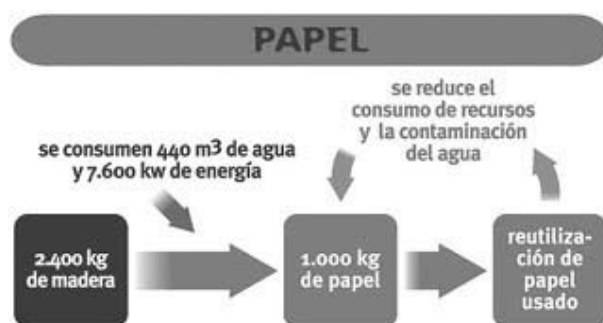 PAPEL
se reduce el
consumo de recursos
y la contaminación
del agua
se consumen 440 m3 de agua
y 7.600 kw de energía
2.400 kg
de madera
1.000 kg
de papel
reutiliza-
ción de
papel
usado